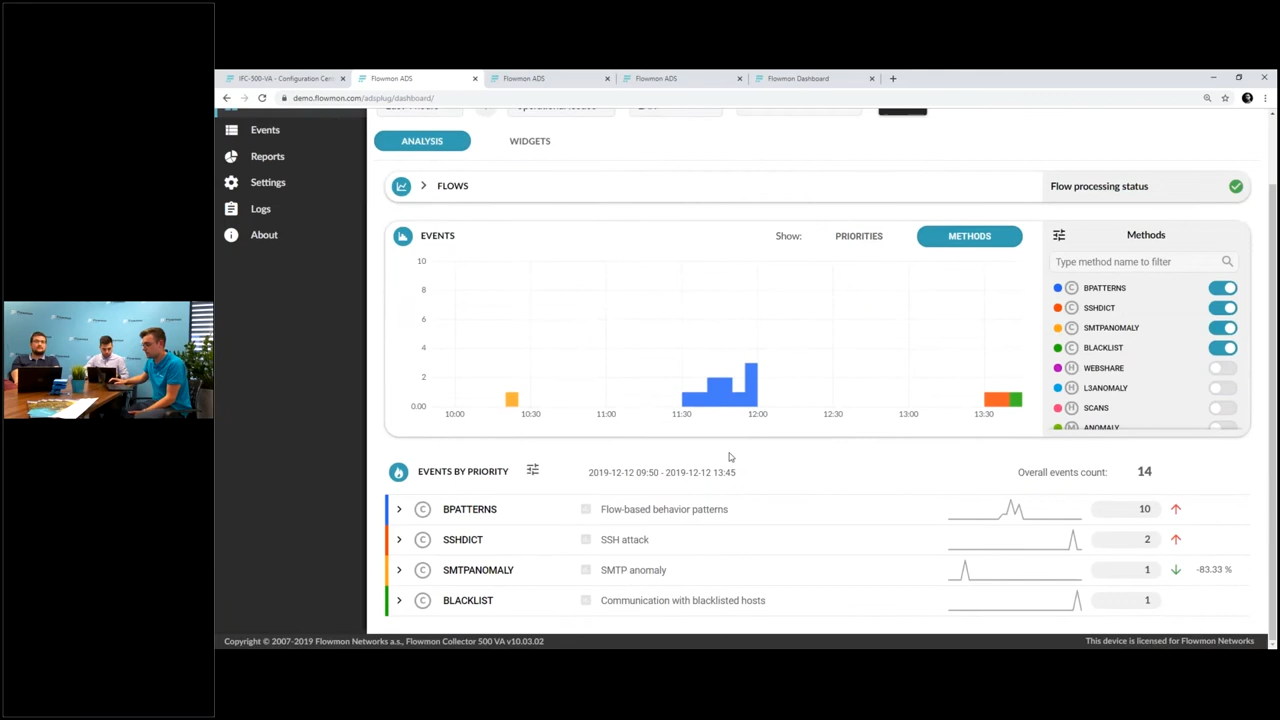 IFC-500-VA - Configuration Cent
Flowmon ADS
Flowmon ADS
Flowmon ADS
Flowmon Dashboard
demo.flowmon.com/adsplug/dashboard/
Events
Reports
Settings
Logs
About
ANALYSIS
WIDGETS
FLOWS
Flow processing status
EVENTS
Show:
PRIORITIES
METHODS
Methods
Type method name to filter
10
8
6
4
2
0.00
10:00
10:30
11:00
11:30
12:00
12:30
13:00
13:30
C BPATTERNS
C SSHDICT
C SMTPANOMALY
C BLACKLIST
H WEBSHARE
H L3ANOMALY
H SCANS
M ANOMALY
EVENTS BY PRIORITY
2019-12-12 09:50 - 2019-12-12 13:45
Overall events count: 14
C BPATTERNS Flow-based behavior patterns 10
C SSHDICT SSH attack 2
C SMTPANOMALY SMTP anomaly 1 -83.33 %
C BLACKLIST Communication with blacklisted hosts 1
Copyright © 2007-2019 Flowmon Networks a.s., Flowmon Collector 500 VA v10.03.02
This device is licensed for Flowmon Networks